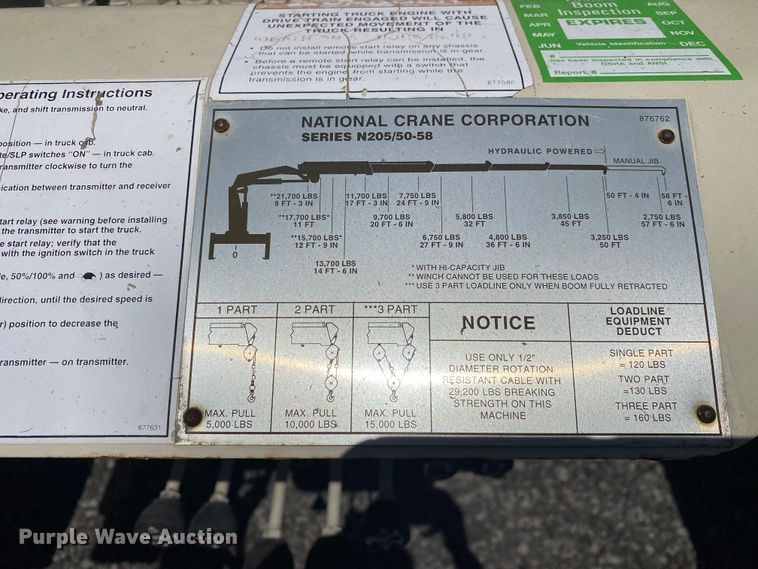 STARTING TRUCK ENGINE WITH
DRIVE TRAIN ENGAGED WILL CAUSE
UNEXPECTED MOVEMENT OF THE
TRUCK RESULTING IN
• Do not install remote start relay on any chassis
that can be started while transmission is in gear.
• Before a remote start relay can be installed, the
chassis must be equipped with a switch that
prevents the engine from starting while the
transmission is in gear.
877080
FEB
MAR
APR
MAY
JUN
Boom
Inspection
EXPIRES
AUG
SEP
OCT
NOV
DEC
Vehicle Identification
has been inspected in compliance with
OSHA and ANSI
Report #
perating Instructions
ke, and shift transmission to neutral.
position — in truck cab.
te/SLP switches "ON" — in truck cab.
ransmitter clockwise to turn the
ication between transmitter and receiver
tart relay (see warning before installing
the transmitter to start the truck.
e start relay; verify that the
with the ignition switch in the truck
le, 50%/100% and ) as desired —
direction, until the desired speed is
r) position to decrease the
ransmitter — on transmitter.
877631
NATIONAL CRANE CORPORATION
876762
SERIES N205/50-58
HYDRAULIC POWERED
MANUAL JIB
**21,700 LBS
9 FT - 3 IN
11,700 LBS
17 FT - 3 IN
7,750 LBS
24 FT - 9 IN
50 FT - 4 IN
58 FT -
6 IN
**17,700 LBS*
11 FT
9,700 LBS
20 FT - 6 IN
5,800 LBS
32 FT
3,850 LBS
45 FT
2,750 LBS
57 FT - 6 IN
**15,700 LBS*
12 FT - 9 IN
6,750 LBS
27 FT - 9 IN
4,800 LBS
36 FT - 6 IN
3,250 LBS
50 FT
13,700 LBS
14 FT - 6 IN
0
* WITH HI-CAPACITY JIB
** WINCH CANNOT BE USED FOR THESE LOADS
*** USE 3 PART LOADLINE ONLY WHEN BOOM FULLY RETRACTED
1 PART
MAX. PULL
5,000 LBS
2 PART
MAX. PULL
10,000 LBS
***3 PART
MAX. PULL
15,000 LBS
NOTICE
USE ONLY 1/2"
DIAMETER ROTATION
RESISTANT CABLE WITH
29,200 LBS BREAKING
STRENGTH ON THIS
MACHINE
LOADLINE
EQUIPMENT
DEDUCT
SINGLE PART
= 120 LBS
TWO PART
=130 LBS
THREE PART
= 160 LBS
Purple Wave Auction